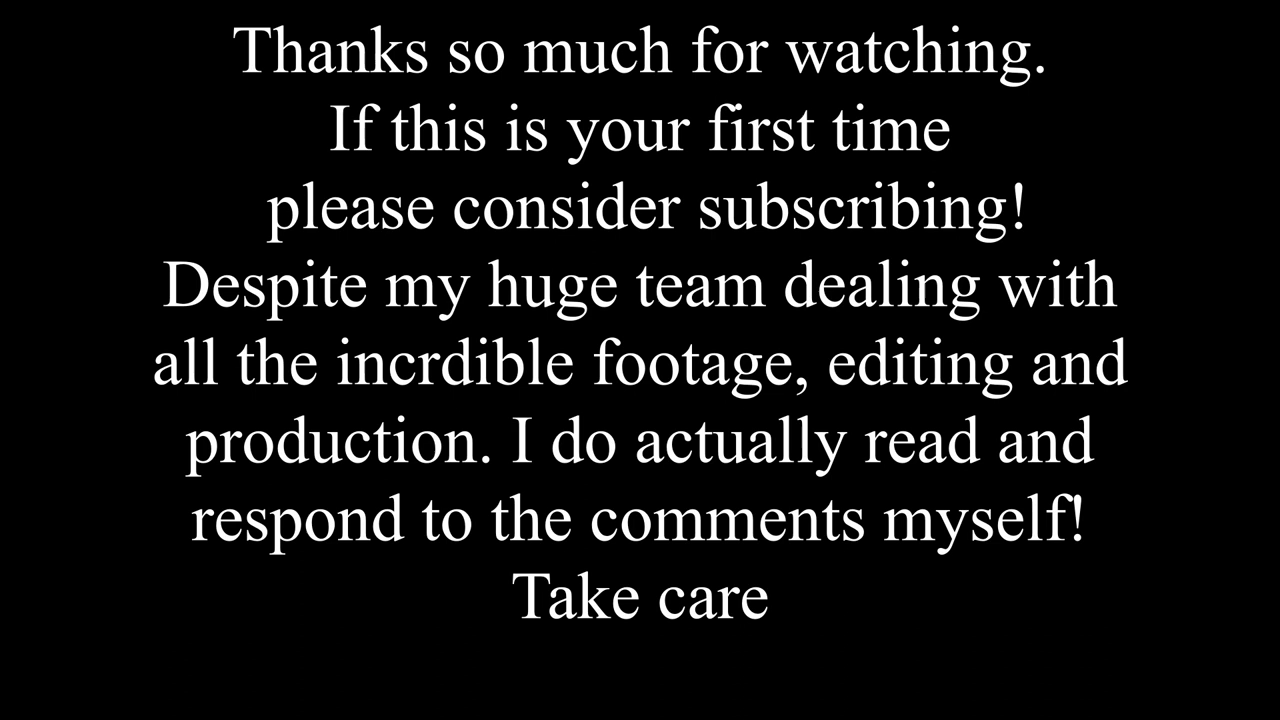 Thanks so much for watching.
If this is your first time
please consider subscribing!
Despite my huge team dealing with
all the incrdible footage, editing and
production. I do actually read and
respond to the comments myself!
Take care